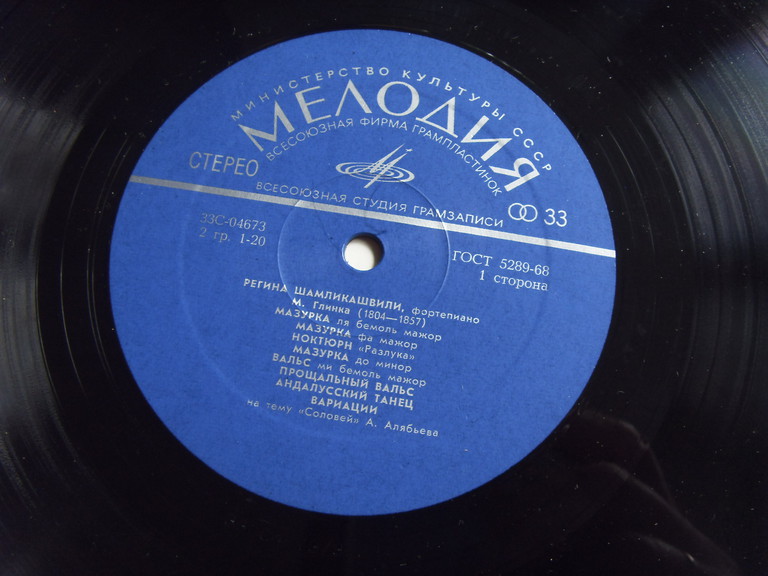 МИНИСТЕРСТВО КУЛЬТУРЫ СССР
МЕЛОДИЯ
ВСЕСОЮЗНАЯ ФИРМА ГРАМПЛАСТИНОК
СТЕРЕО
ВСЕСОЮЗНАЯ СТУДИЯ ГРАМЗАПИСИ
33
33С-04673
2 гр. 1-20
ГОСТ 5289-68
1 сторона
РЕГИНА ШАМЛИКАШВИЛИ, фортепиано
М. Глинка (1804—1857)
МАЗУРКА ля бемоль мажор
МАЗУРКА фа мажор
НОКТЮРН «Разлука»
МАЗУРКА до минор
ВАЛЬС ми бемоль мажор
ПРОЩАЛЬНЫЙ ВАЛЬС
АНДАЛУССКИЙ ТАНЕЦ
ВАРИАЦИИ
на тему «Соловей» А. Алябьева